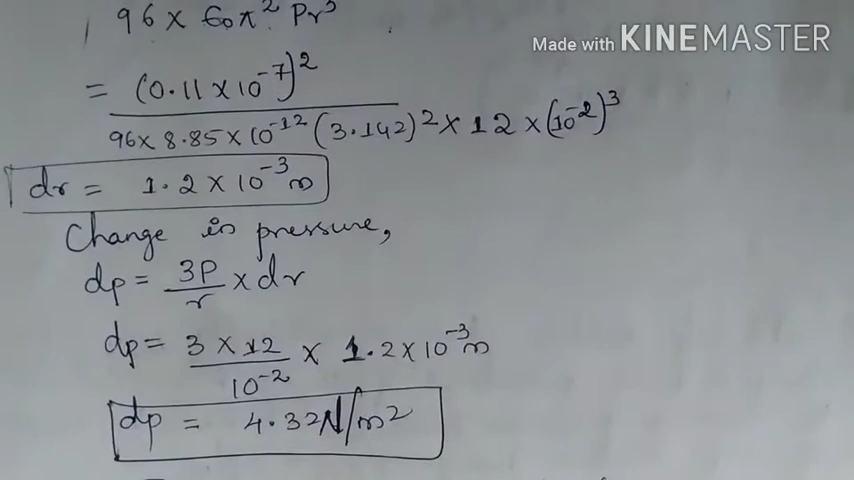 96 x ϵ₀π² Pr³
Made with KINEMASTER
= (0.11 x 10⁻⁷)²
96 x 8.85 x 10⁻¹² (3.142)² x 12 x (10⁻²)³
dr = 1.2 x 10⁻³ m
Change in pressure,
dp = 3P/r x dr
dp = 3 x 12/10⁻² x 1.2 x 10⁻³ m
dp = 4.32 N/m²